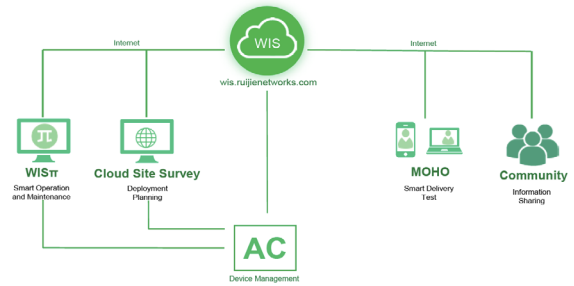 WIS
Internet
Internet
wis.ruijienetworks.com
π
WISπ
Smart Operation
and Maintenance
Cloud Site Survey
Deployment
Planning
MOHO
Smart Delivery
Test
Community
Information
Sharing
AC
Device Management